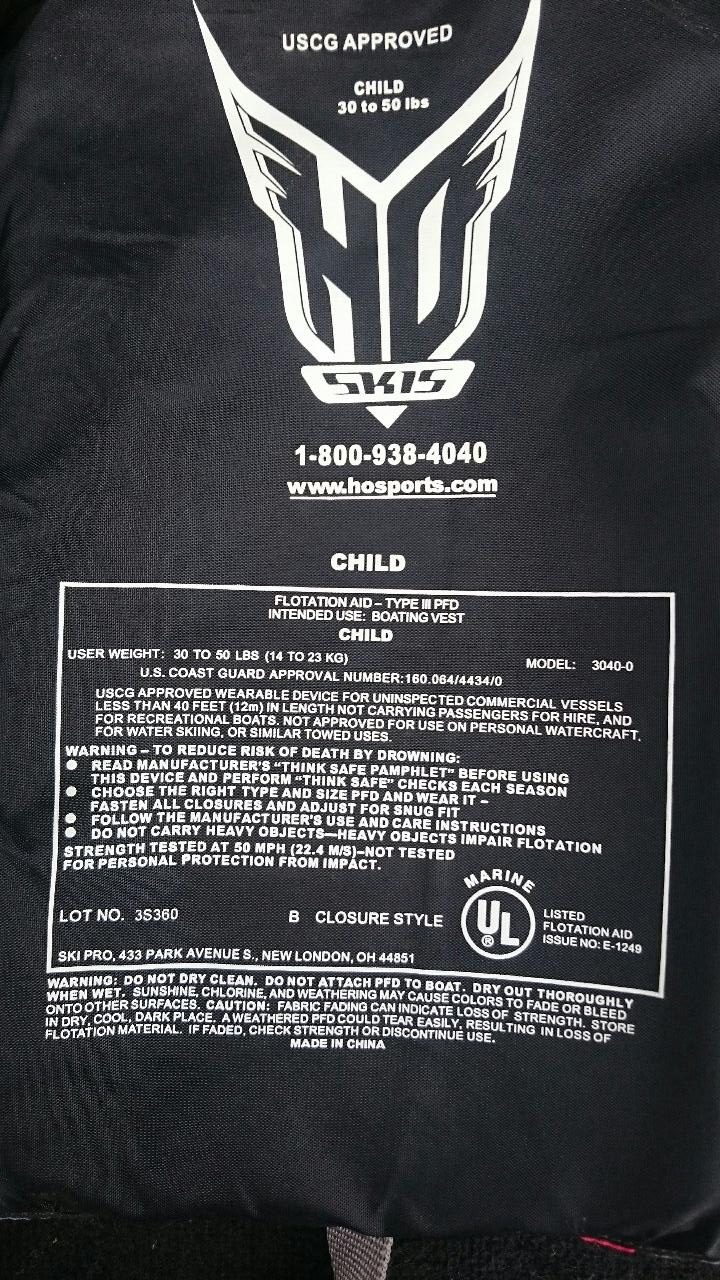 USCG APPROVED
CHILD
30 to 50 lbs
HO
SKIS
1-800-938-4040
www.hosports.com
CHILD
FLOTATION AID – TYPE III PFD
INTENDED USE: BOATING VEST
CHILD
USER WEIGHT: 30 TO 50 LBS (14 TO 23 KG)
MODEL: 3040-0
U.S. COAST GUARD APPROVAL NUMBER:160.064/4434/0
USCG APPROVED WEARABLE DEVICE FOR UNINSPECTED COMMERCIAL VESSELS
LESS THAN 40 FEET (12m) IN LENGTH NOT CARRYING PASSENGERS FOR HIRE, AND
FOR RECREATIONAL BOATS. NOT APPROVED FOR USE ON PERSONAL WATERCRAFT,
FOR WATER SKIING, OR SIMILAR TOWED USES.
WARNING – TO REDUCE RISK OF DEATH BY DROWNING:
● READ MANUFACTURER'S "THINK SAFE PAMPHLET" BEFORE USING
THIS DEVICE AND PERFORM "THINK SAFE" CHECKS EACH SEASON
● CHOOSE THE RIGHT TYPE AND SIZE PFD AND WEAR IT –
FASTEN ALL CLOSURES AND ADJUST FOR SNUG FIT
● FOLLOW THE MANUFACTURER'S USE AND CARE INSTRUCTIONS
● DO NOT CARRY HEAVY OBJECTS—HEAVY OBJECTS IMPAIR FLOTATION
STRENGTH TESTED AT 50 MPH (22.4 M/S)–NOT TESTED
FOR PERSONAL PROTECTION FROM IMPACT.
MARINE
UL
®
LOT NO. 3S360
B CLOSURE STYLE
LISTED
FLOTATION AID
ISSUE NO: E-1249
SKI PRO, 433 PARK AVENUE S., NEW LONDON, OH 44851
WARNING: DO NOT DRY CLEAN. DO NOT ATTACH PFD TO BOAT. DRY OUT THOROUGHLY
WHEN WET. SUNSHINE, CHLORINE, AND WEATHERING MAY CAUSE COLORS TO FADE OR BLEED
ONTO OTHER SURFACES. CAUTION: FABRIC FADING CAN INDICATE LOSS OF STRENGTH. STORE
IN DRY, COOL, DARK PLACE. A WEATHERED PFD COULD TEAR EASILY, RESULTING IN LOSS OF
FLOTATION MATERIAL. IF FADED, CHECK STRENGTH OR DISCONTINUE USE.
MADE IN CHINA